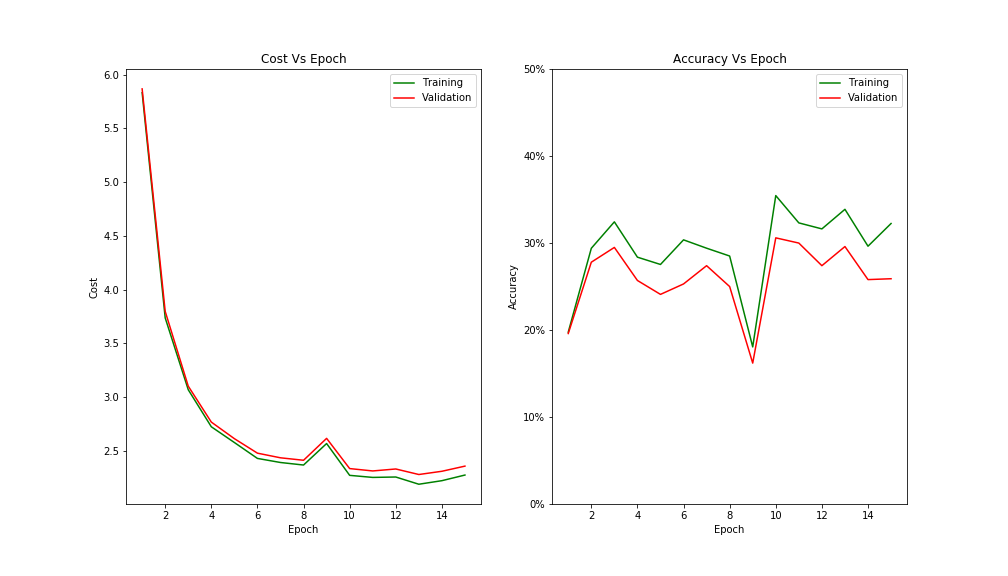 Cost Vs Epoch
Training
Validation
6.0
5.5
5.0
4.5
4.0
3.5
3.0
2.5
Cost
2 4 6 8 10 12 14
Epoch
Accuracy Vs Epoch
Training
Validation
50%
40%
30%
20%
10%
0%
Accuracy
2 4 6 8 10 12 14
Epoch